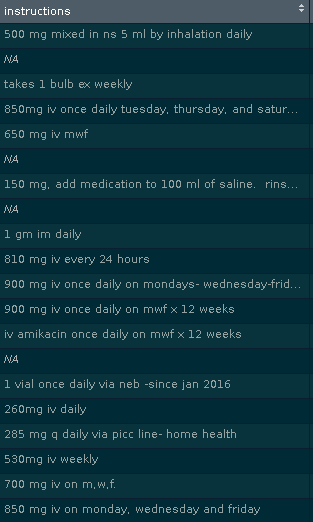 instructions
500 mg mixed in ns 5 ml by inhalation daily
NA
takes 1 bulb ex weekly
850mg iv once daily tuesday, thursday, and satur...
650 mg iv mwf
NA
150 mg, add medication to 100 ml of saline. rins...
NA
1 gm im daily
810 mg iv every 24 hours
900 mg iv once daily on mondays- wednesday-frid...
900 mg iv once daily on mwf x 12 weeks
iv amikacin once daily on mwf x 12 weeks
NA
1 vial once daily via neb -since jan 2016
260mg iv daily
285 mg q daily via picc line- home health
530mg iv weekly
700 mg iv on m,w,f.
850 mg iv on monday, wednesday and friday